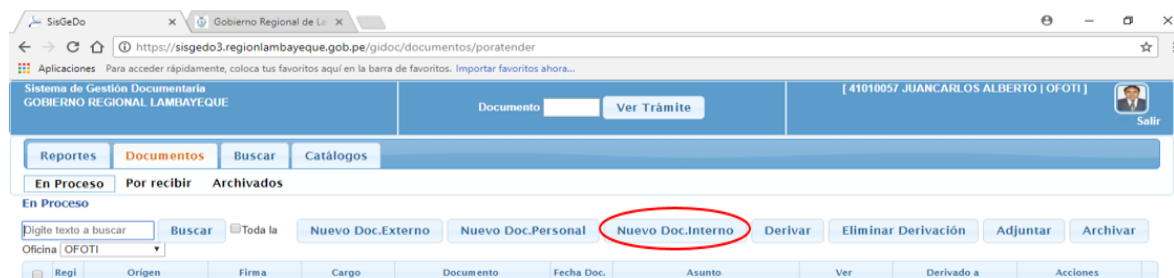 SisGeDo
Gobierno Regional de La
https://sisgedo3.regionlambayeque.gob.pe/gidoc/documents/poratender
Aplicaciones Para acceder rápidamente, coloca tus favoritos aquí en la barra de favoritos. Importar favoritos ahora...
Sistema de Gestión Documentaria
GOBIERNO REGIONAL LAMBAYEQUE
Documento Ver Trámite
[ 41010057 JUANCARLOS ALBERTO | OFOTI ]
Salir
Reportes Documentos Buscar Catálogos
En Proceso Por recibir Archivados
En Proceso
Digite texto a buscar Buscar Toda la Nuevo Doc.Externo Nuevo Doc.Personal Nuevo Doc.Interno Derivar Eliminar Derivación Adjuntar Archivar
Oficina OFOTI
Regi Origen Firma Cargo Documento Fecha Doc. Asunto Ver Derivado a Acciones